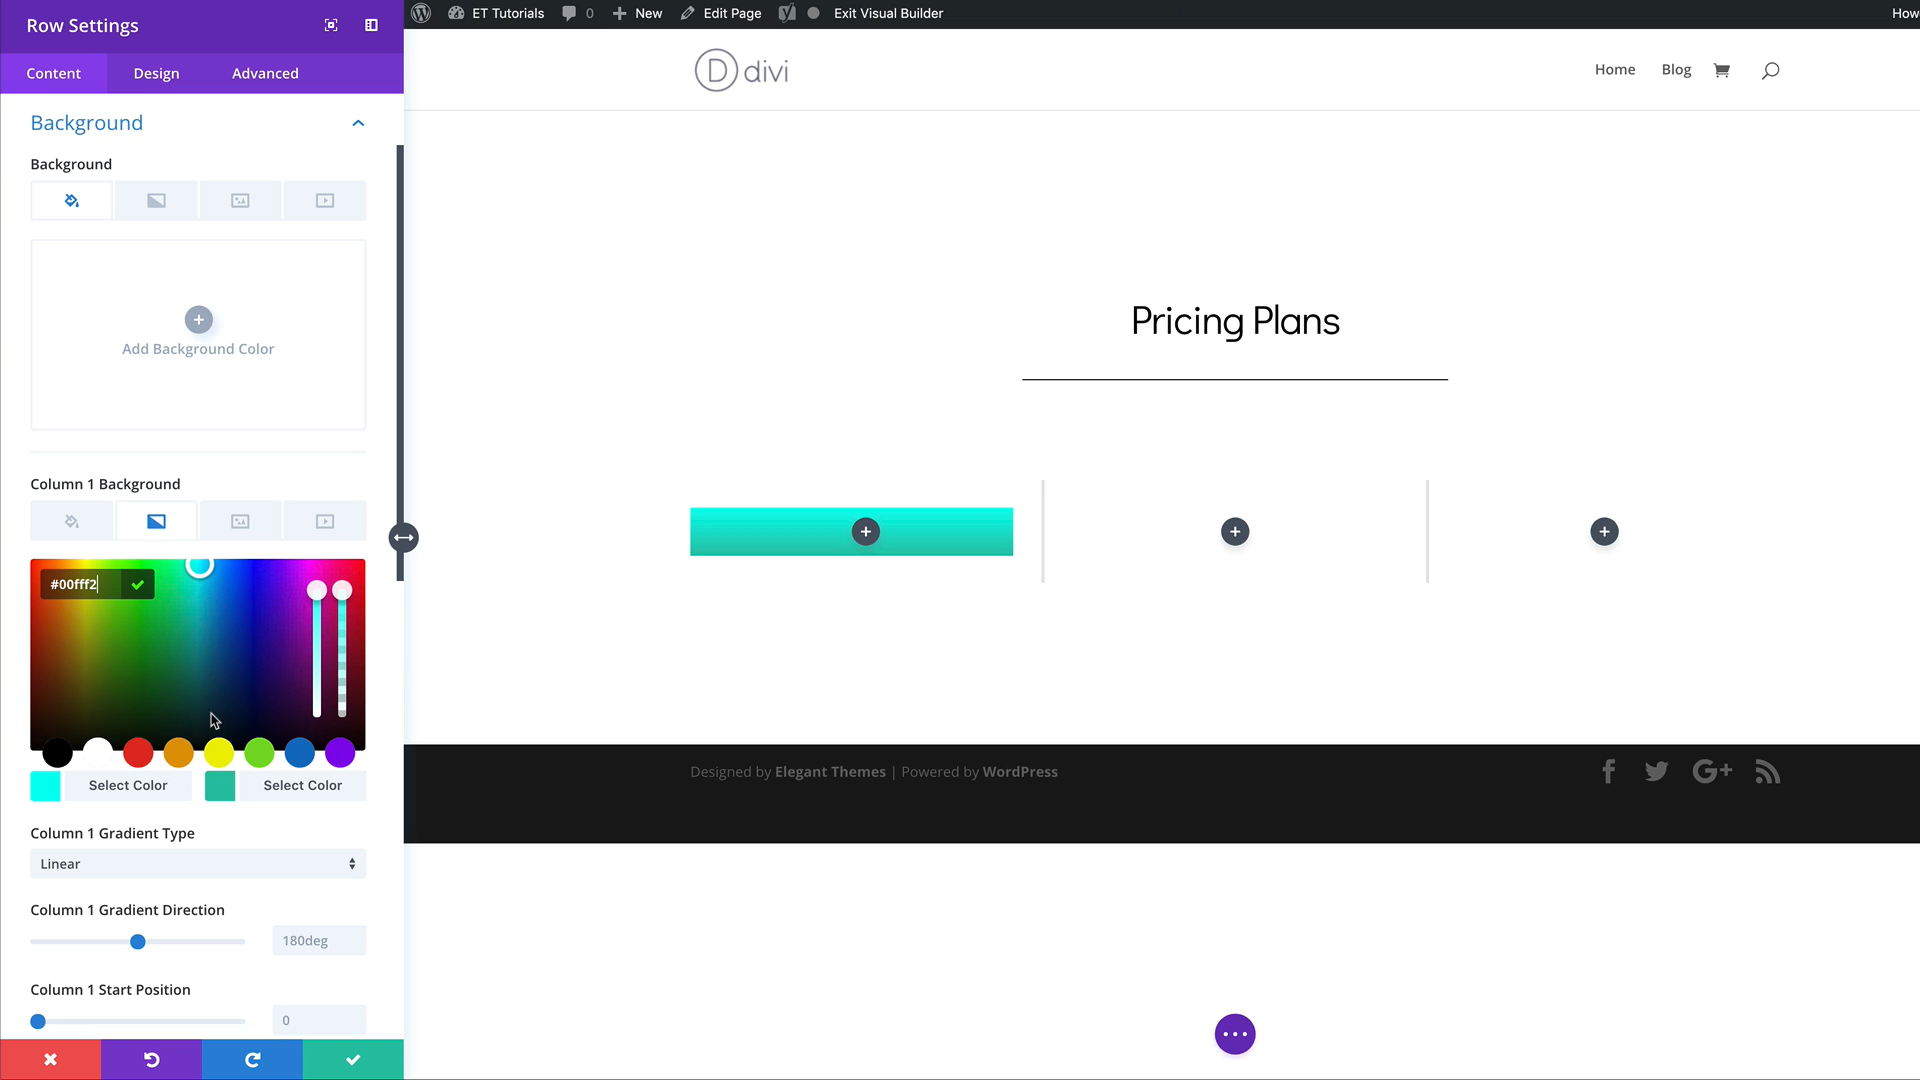 Row Settings
ET Tutorials 0 New Edit Page Exit Visual Builder How
Content Design Advanced
D divi
Home Blog
Background
Background
Add Background Color
Pricing Plans
Column 1 Background
#00fff2
Select Color Select Color
Designed by Elegant Themes | Powered by WordPress
Column 1 Gradient Type
Linear
Column 1 Gradient Direction
180deg
Column 1 Start Position
0